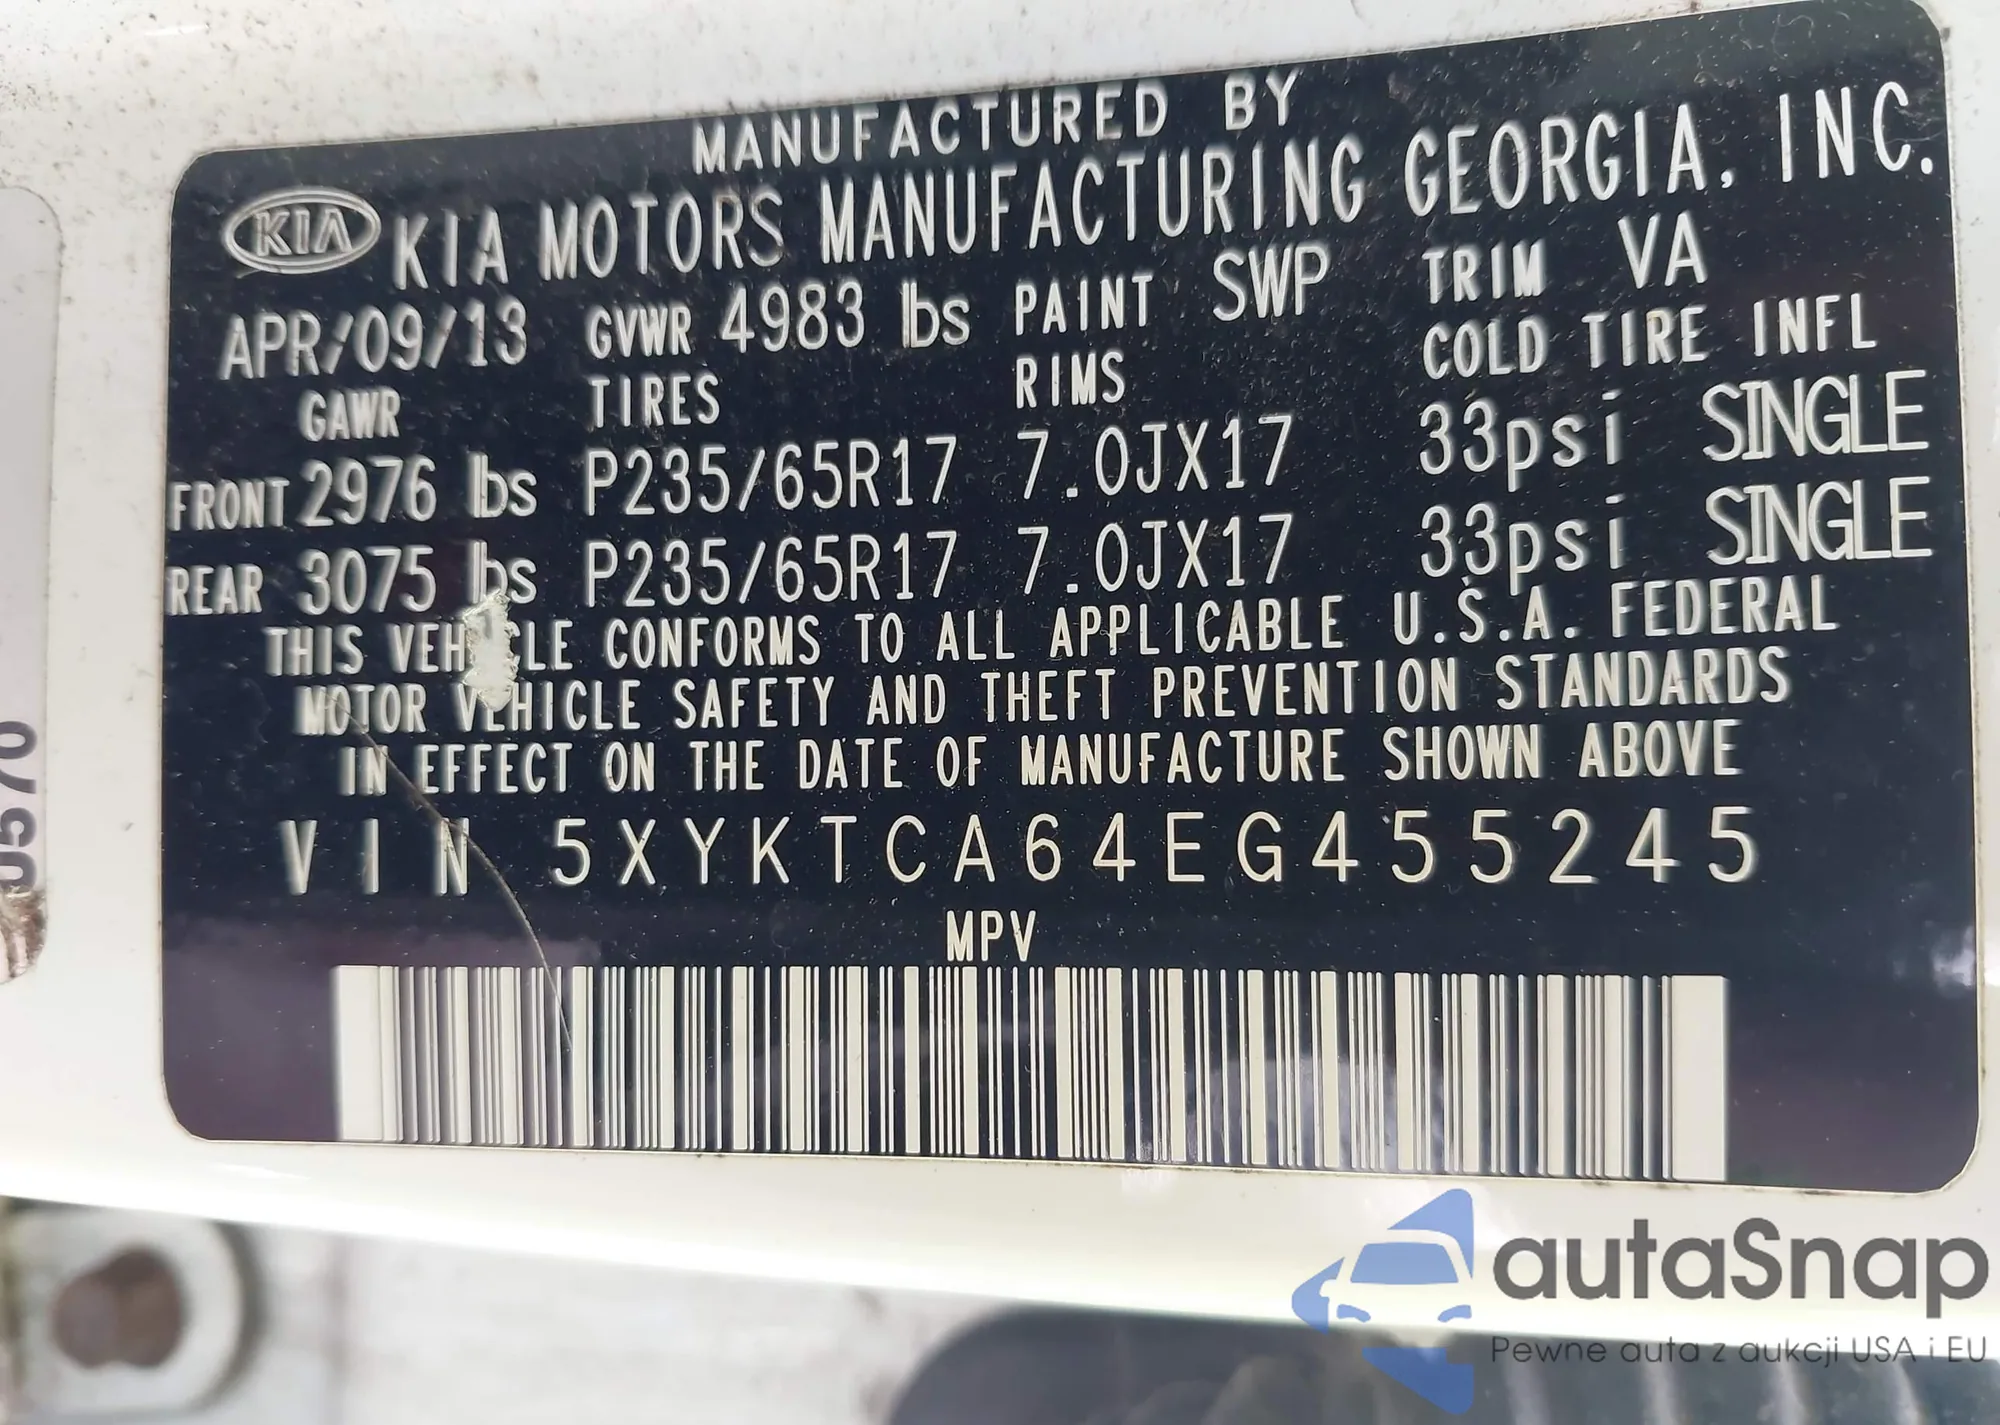 MANUFACTURED BY
KIA KIA MOTORS MANUFACTURING GEORGIA, INC.
APR/09/13 GVWR 4983 lbs PAINT SWP TRIM VA
GAWR TIRES RIMS COLD TIRE INFL
FRONT 2976 lbs P235/65R17 7.0JX17 33psi SINGLE
REAR 3075 lbs P235/65R17 7.0JX17 33psi SINGLE
THIS VEHICLE CONFORMS TO ALL APPLICABLE U.S.A. FEDERAL
MOTOR VEHICLE SAFETY AND THEFT PREVENTION STANDARDS
IN EFFECT ON THE DATE OF MANUFACTURE SHOWN ABOVE
VIN 5XYKTCA64EG455245
MPV
05570
autaSnap
Pewne auta z aukcji USA i EU